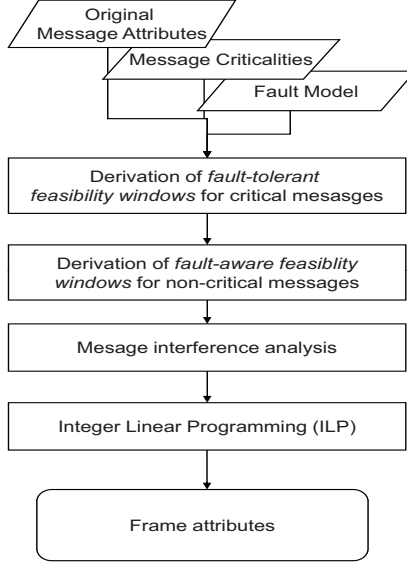 Original
Message Attributes
Message Criticalities
Fault Model
Derivation of fault-tolerant
feasibility windows for critical mesasges
Derivation of fault-aware feasiblity
windows for non-critical messages
Mesage interference analysis
Integer Linear Programming (ILP)
Frame attributes